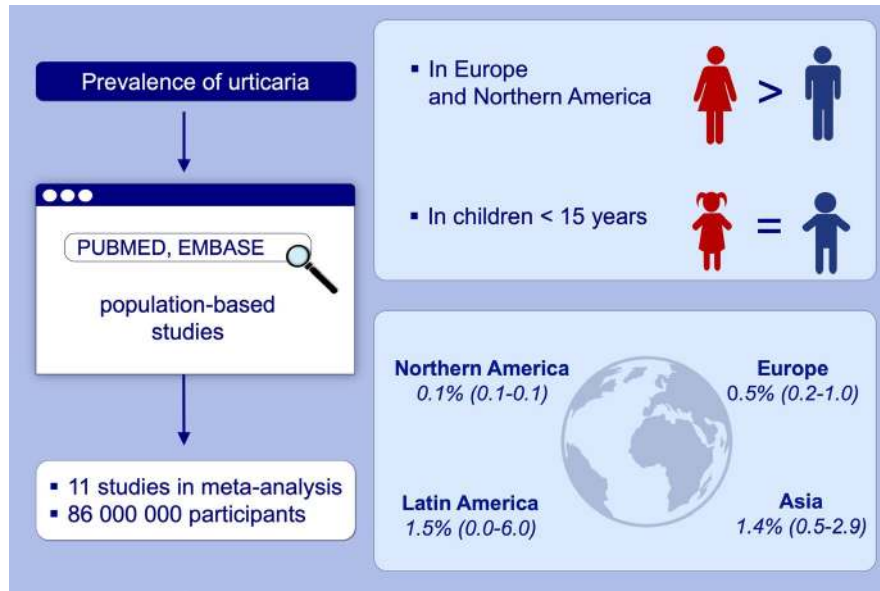 Prevalence of urticaria
PUBMED, EMBASE
population-based
studies
▪ 11 studies in meta-analysis
▪ 86 000 000 participants
▪ In Europe
and Northern America
>
▪ In children < 15 years
=
Northern America
0.1% (0.1-0.1)
Europe
0.5% (0.2-1.0)
Latin America
1.5% (0.0-6.0)
Asia
1.4% (0.5-2.9)